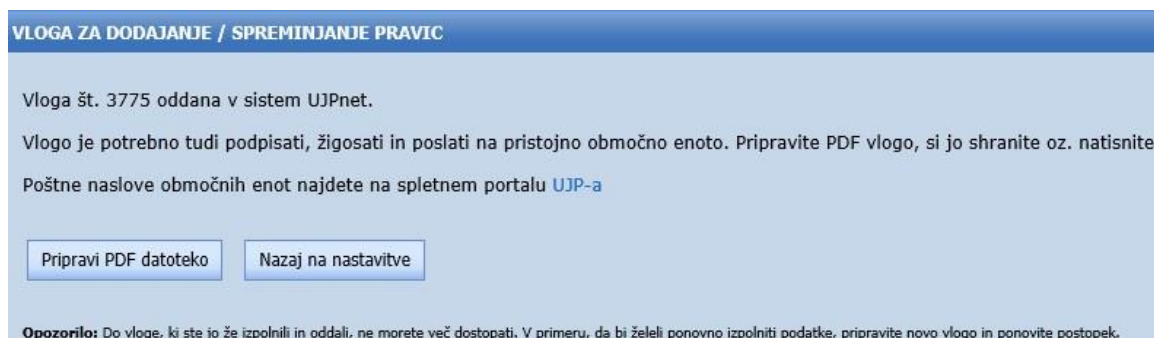 VLOGA ZA DODAJANJE / SPREMINJANJE PRAVIC
Vloga št. 3775 oddana v sistem UJPnet.
Vlogo je potrebno tudi podpisati, žigosati in poslati na pristojno območno enoto. Pripravite PDF vlogo, si jo shranite oz. natisnite
Poštne naslove območnih enot najdete na spletnem portalu UJP-a
Pripravi PDF datoteko Nazaj na nastavitve
Opozorilo: Do vloge, ki ste jo že izpolnili in oddali, ne morete več dostopati. V primeru, da bi želeli ponovno izpolniti podatke, pripravite novo vlogo in ponovite postopek.